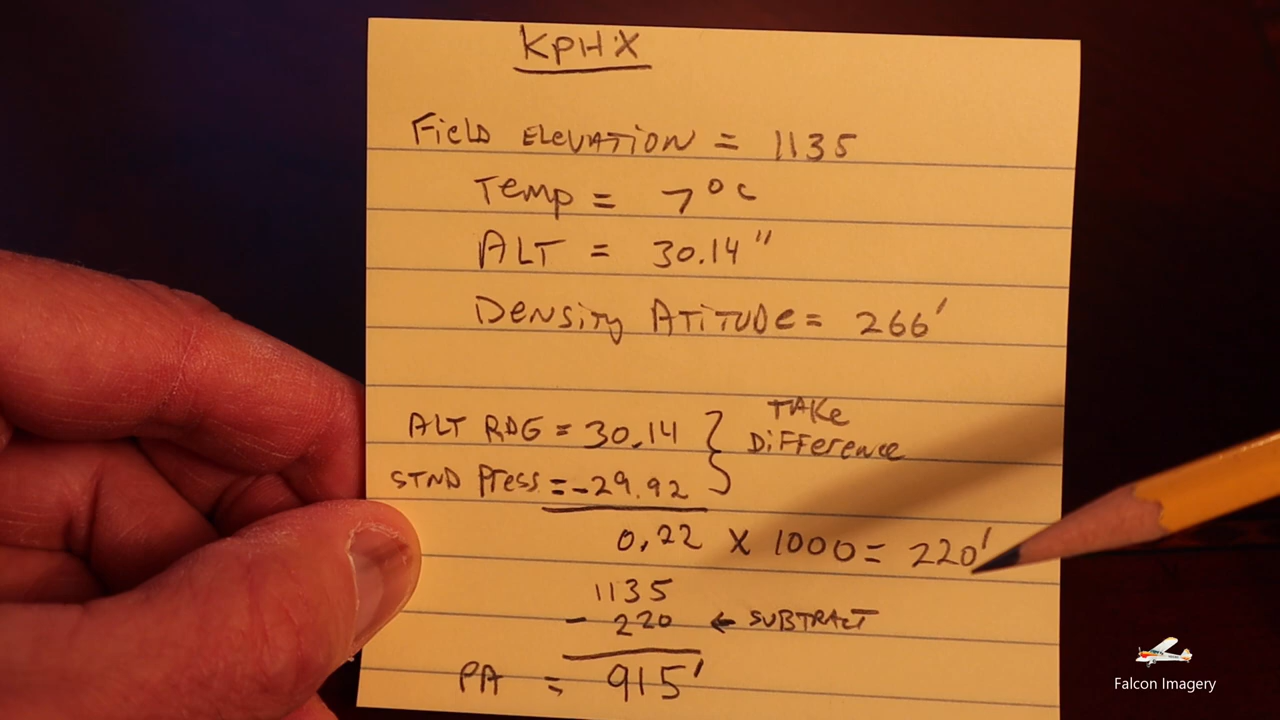 KPHX
Field Elevation = 1135
Temp = 7°C
ALT = 30.14"
Density Atitude = 266'
ALT RDG = 30.14 } TAKE Difference
STND Press = -29.92
0.22 X 1000 = 220'
1135
- 220 ← SUBTRACT
PA = 915'
Falcon Imagery